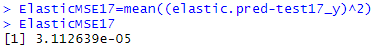 > ElasticMSE17=mean((elastic.pred-test17_y)^2)
> ElasticMSE17
[1] 3.112639e-05